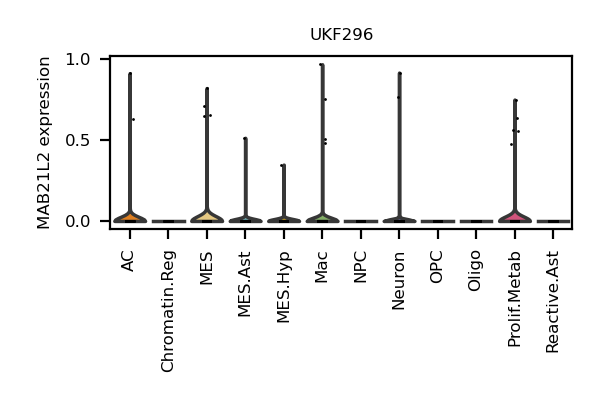 UKF296
MAB21L2 expression
1.0
0.5
0.0
AC
Chromatin.Reg
MES
MES.Ast
MES.Hyp
Mac
NPC
Neuron
OPC
Oligo
Prolif.Metab
Reactive.Ast